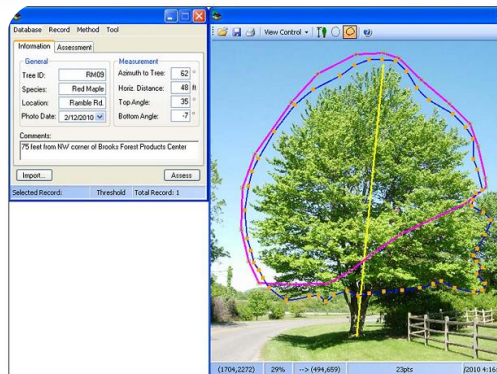 Database Record Method Tool
Information Assessment
General
Tree ID: RM09
Species: Red Maple
Location: Ramble Rd.
Photo Date: 2/12/2010
Measurement
Azimuth to Tree: 62 °
Horiz. Distance: 48 ft
Top Angle: 35 °
Bottom Angle: -7 °
Comments:
75 feet from NW corner of Brooks Forest Products Center
Import... Assess
Selected Record: Threshold Total Record: 1
View Control
(1704,2272) 29% --> (494,659) 23pts /2010 4:16